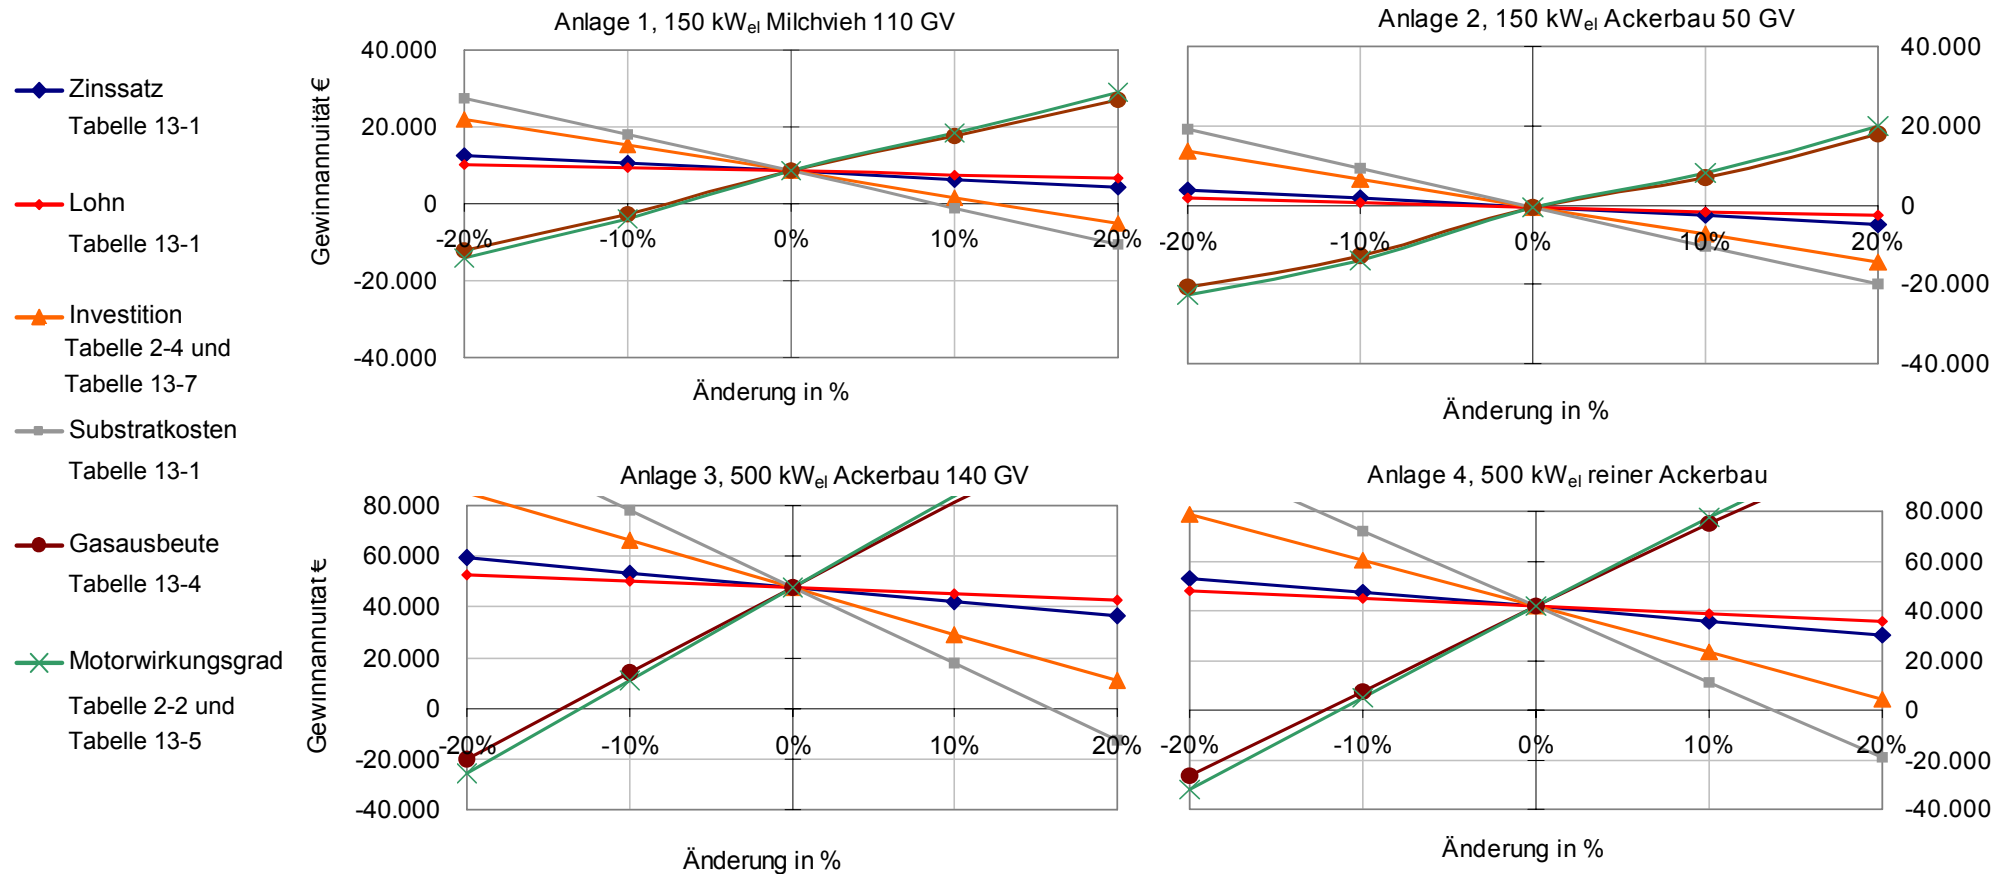 Zinssatz
Tabelle 13-1
Lohn
Tabelle 13-1
Investition
Tabelle 2-4 und
Tabelle 13-7
Substratkosten
Tabelle 13-1
Gasausbeute
Tabelle 13-4
Motorwirkungsgrad
Tabelle 2-2 und
Tabelle 13-5
Anlage 1, 150 kWel Milchvieh 110 GV
Gewinnannuität €
40.000
20.000
0
-20.000
-40.000
-20%
-10%
0%
10%
20%
Änderung in %
Anlage 2, 150 kWel Ackerbau 50 GV
40.000
20.000
0
-20.000
-40.000
-20%
-10%
0%
10%
20%
Änderung in %
Anlage 3, 500 kWel Ackerbau 140 GV
Gewinnannuität €
80.000
60.000
40.000
20.000
0
-20.000
-40.000
-20%
-10%
0%
10%
20%
Änderung in %
Anlage 4, 500 kWel reiner Ackerbau
80.000
60.000
40.000
20.000
0
-20.000
-40.000
-20%
-10%
0%
10%
20%
Änderung in %